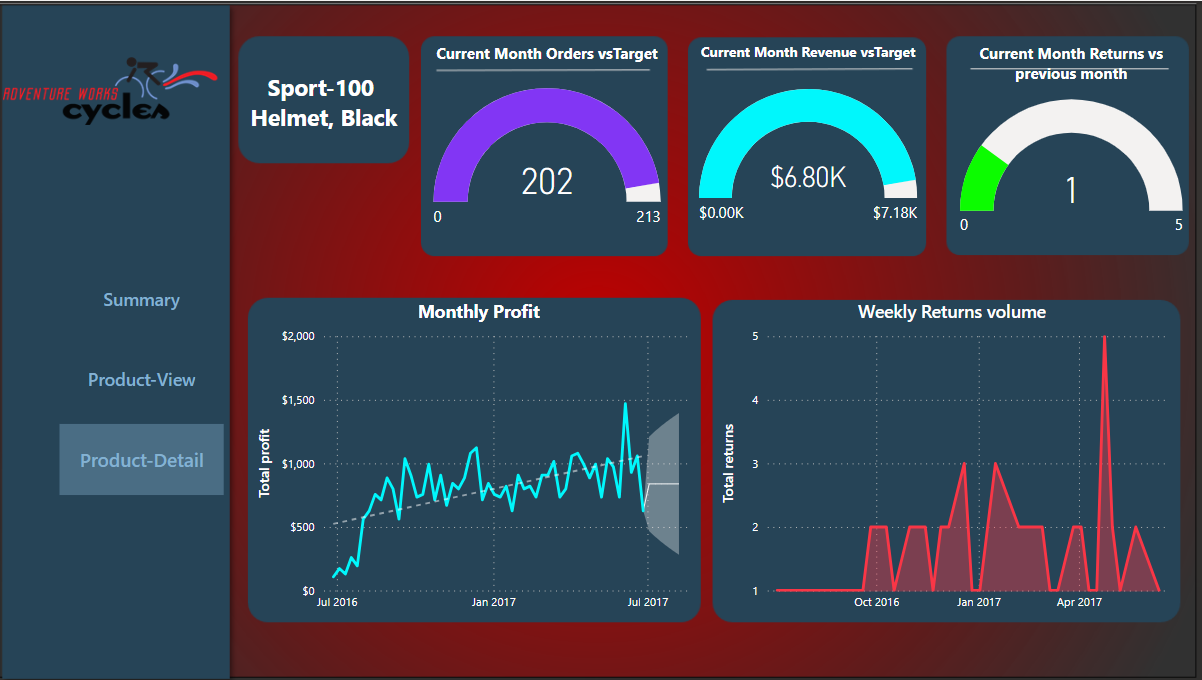 ADVENTURE WORKS
cycles
Summary
Product-View
Product-Detail
Sport-100
Helmet, Black
Current Month Orders vsTarget
202
0
213
Current Month Revenue vsTarget
$6.80K
$0.00K
$7.18K
Current Month Returns vs
previous month
1
0
5
Monthly Profit
Total profit
$2,000
$1,500
$1,000
$500
$0
Jul 2016
Jan 2017
Jul 2017
Weekly Returns volume
Total returns
5
4
3
2
1
Oct 2016
Jan 2017
Apr 2017